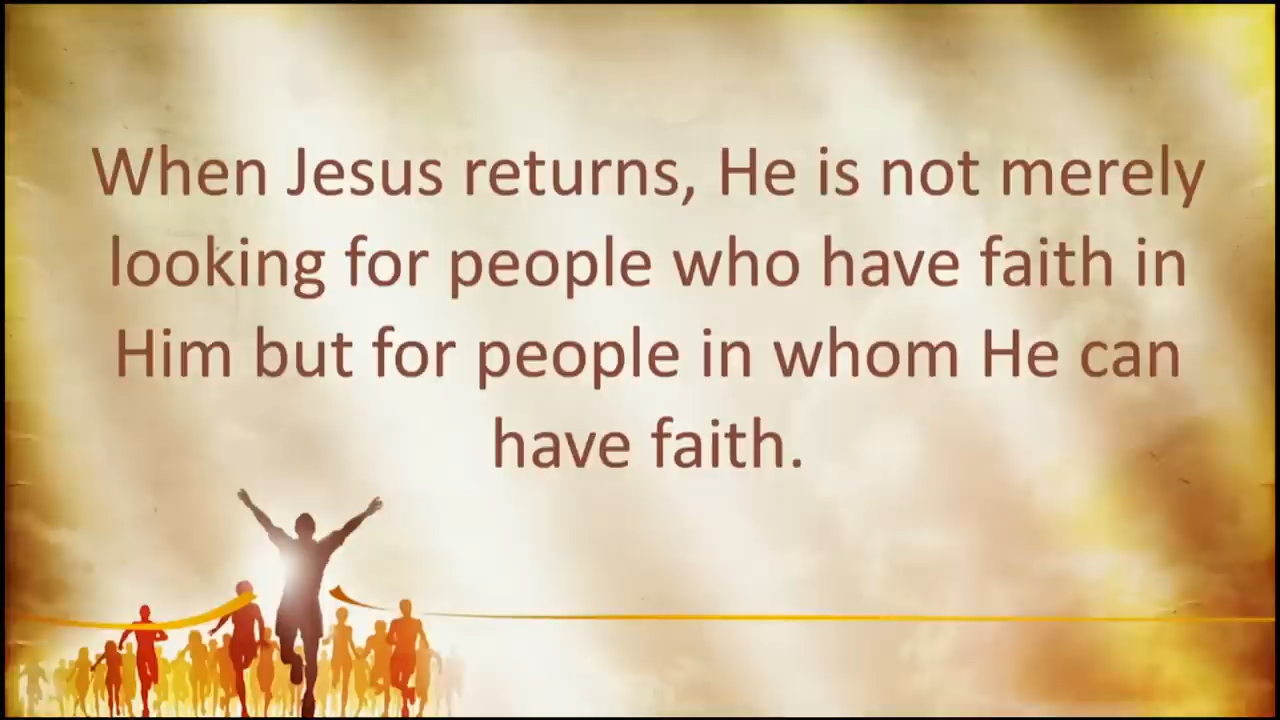 When Jesus returns, He is not merely
looking for people who have faith in
Him but for people in whom He can
have faith.